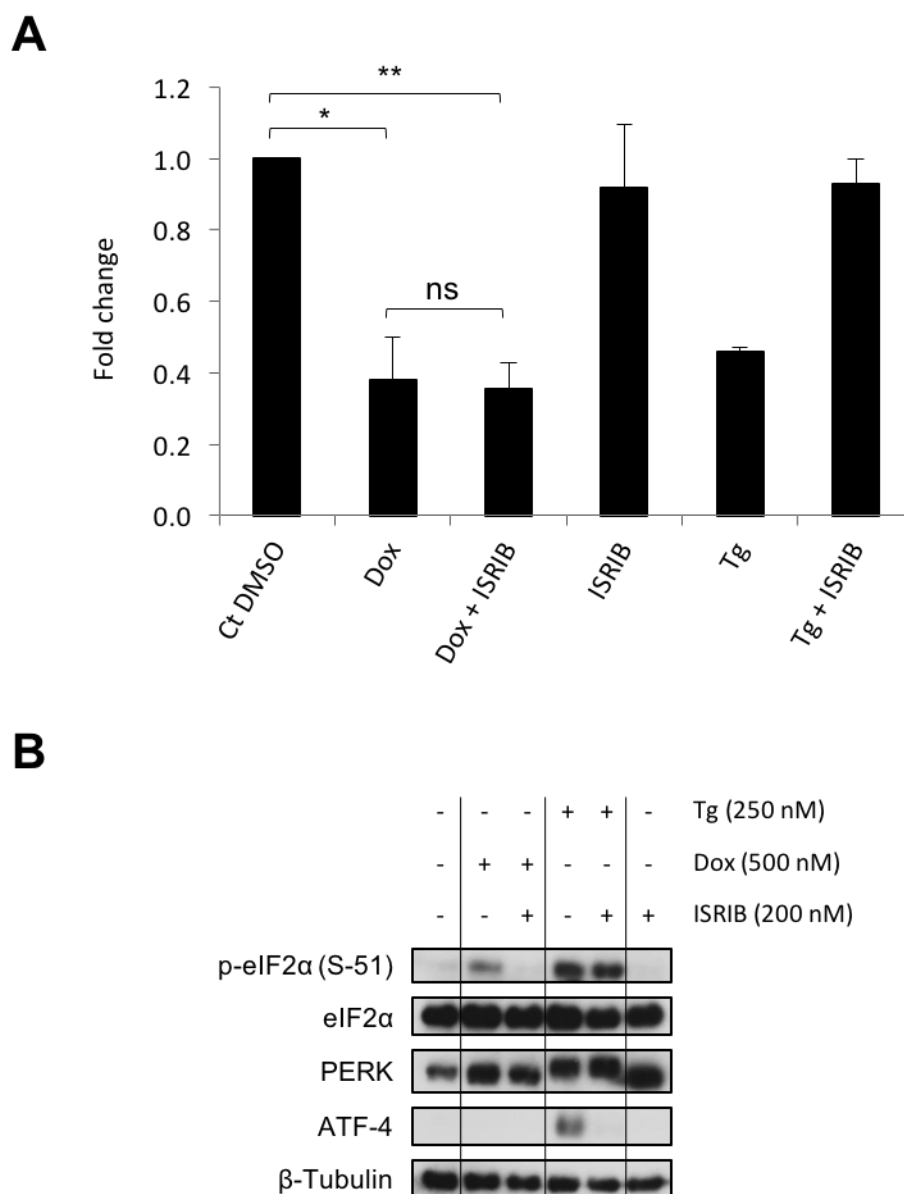 A
**
*
ns
1.2
1.0
0.8
0.6
0.4
0.2
0.0
Fold change
Ct DMSO
Dox
Dox + ISRIB
ISRIB
Tg
Tg + ISRIB
B
- - - + + - Tg (250 nM)
- + + - - - Dox (500 nM)
- - + - + + ISRIB (200 nM)
p-eIF2α (S-51)
eIF2α
PERK
ATF-4
β-Tubulin